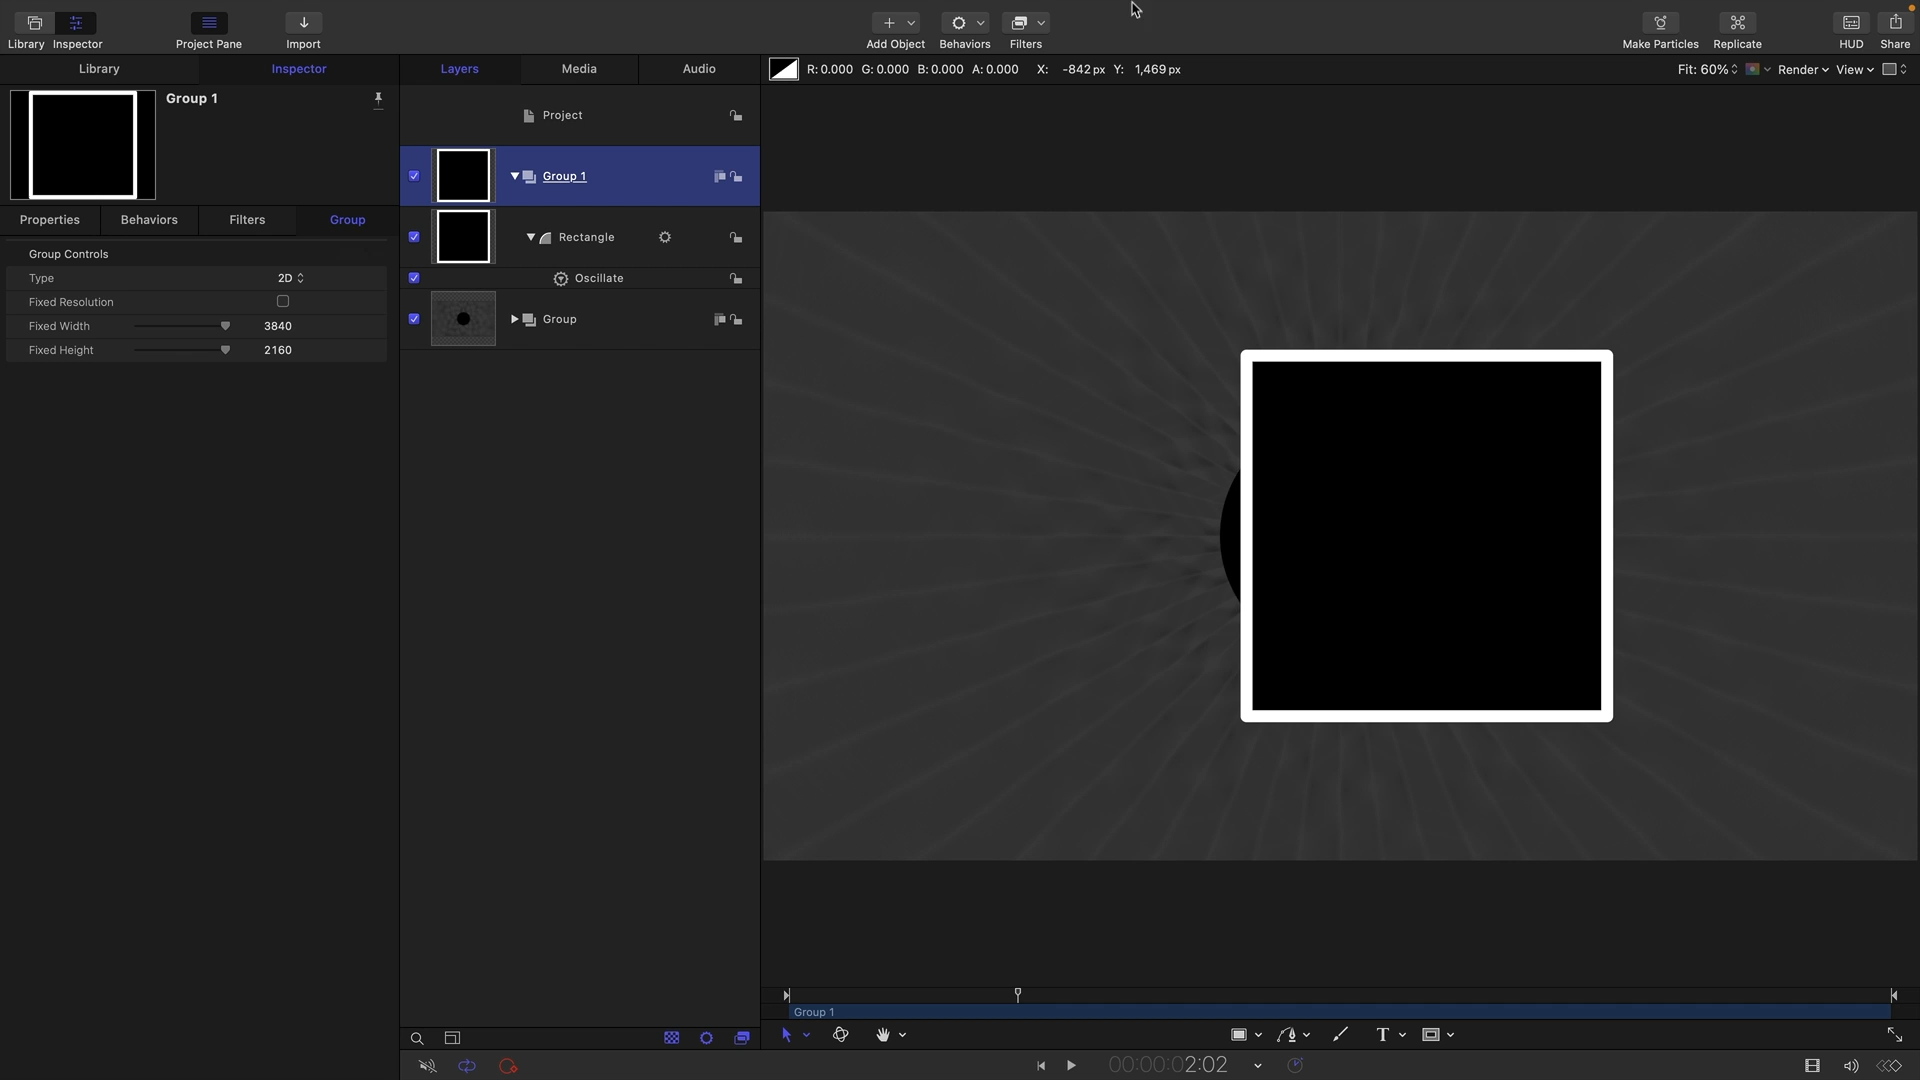 Library Inspector Project Pane Import Add Object Behaviors Filters Make Particles Replicate HUD Share
Library Inspector Layers Media Audio R: 0.000 G: 0.000 B: 0.000 A: 0.000 X: -842 px Y: 1,469 px Fit: 60% Render View
Group 1
Project
Group 1
Properties Behaviors Filters Group
Rectangle
Group Controls
Type 2D
Oscillate
Fixed Resolution
Group
Fixed Width 3840
Fixed Height 2160
Group 1
T
00:00:02:02